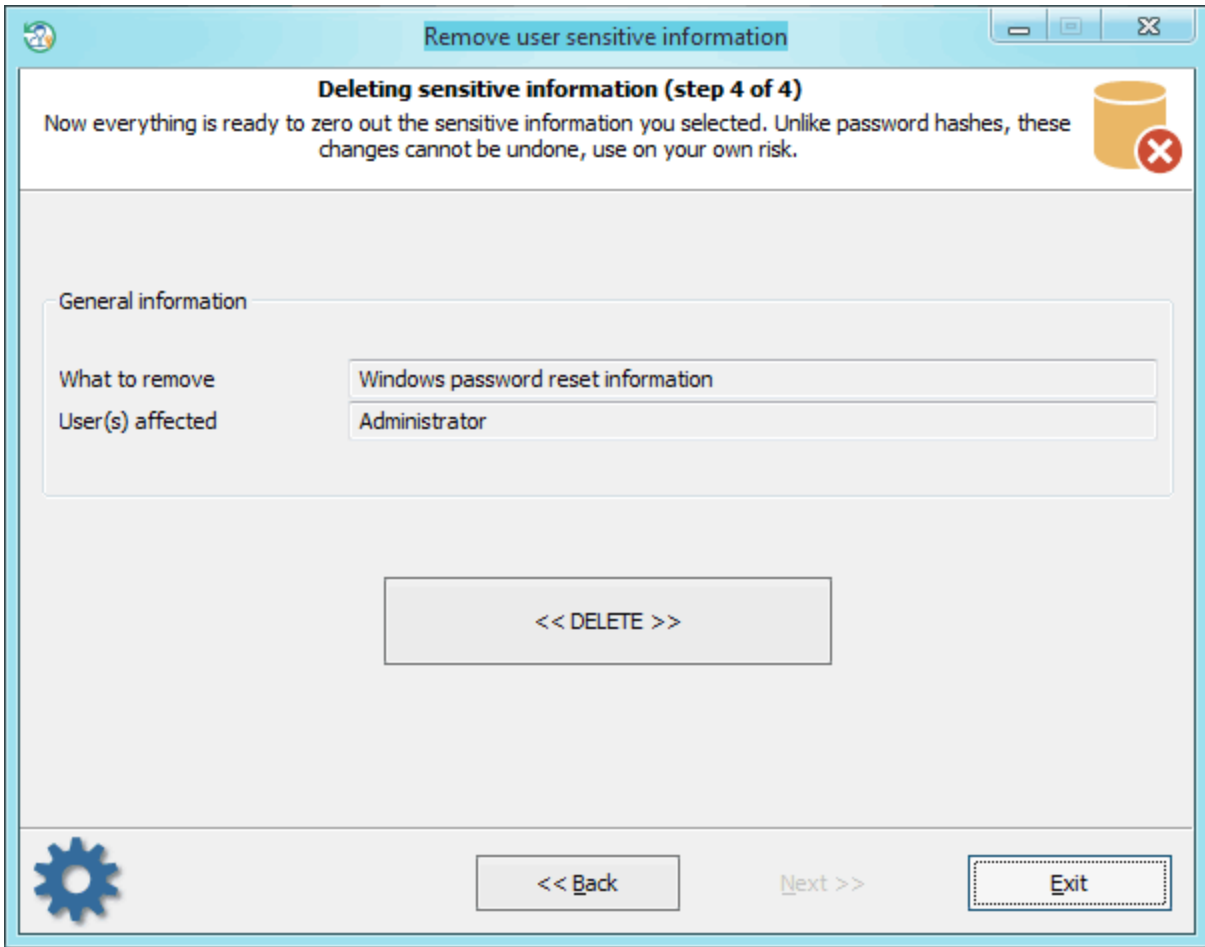 Remove user sensitive information
Deleting sensitive information (step 4 of 4)
Now everything is ready to zero out the sensitive information you selected. Unlike password hashes, these
changes cannot be undone, use on your own risk.
General information
What to remove
Windows password reset information
User(s) affected
Administrator
<< DELETE >>
<< Back
Next >>
Exit